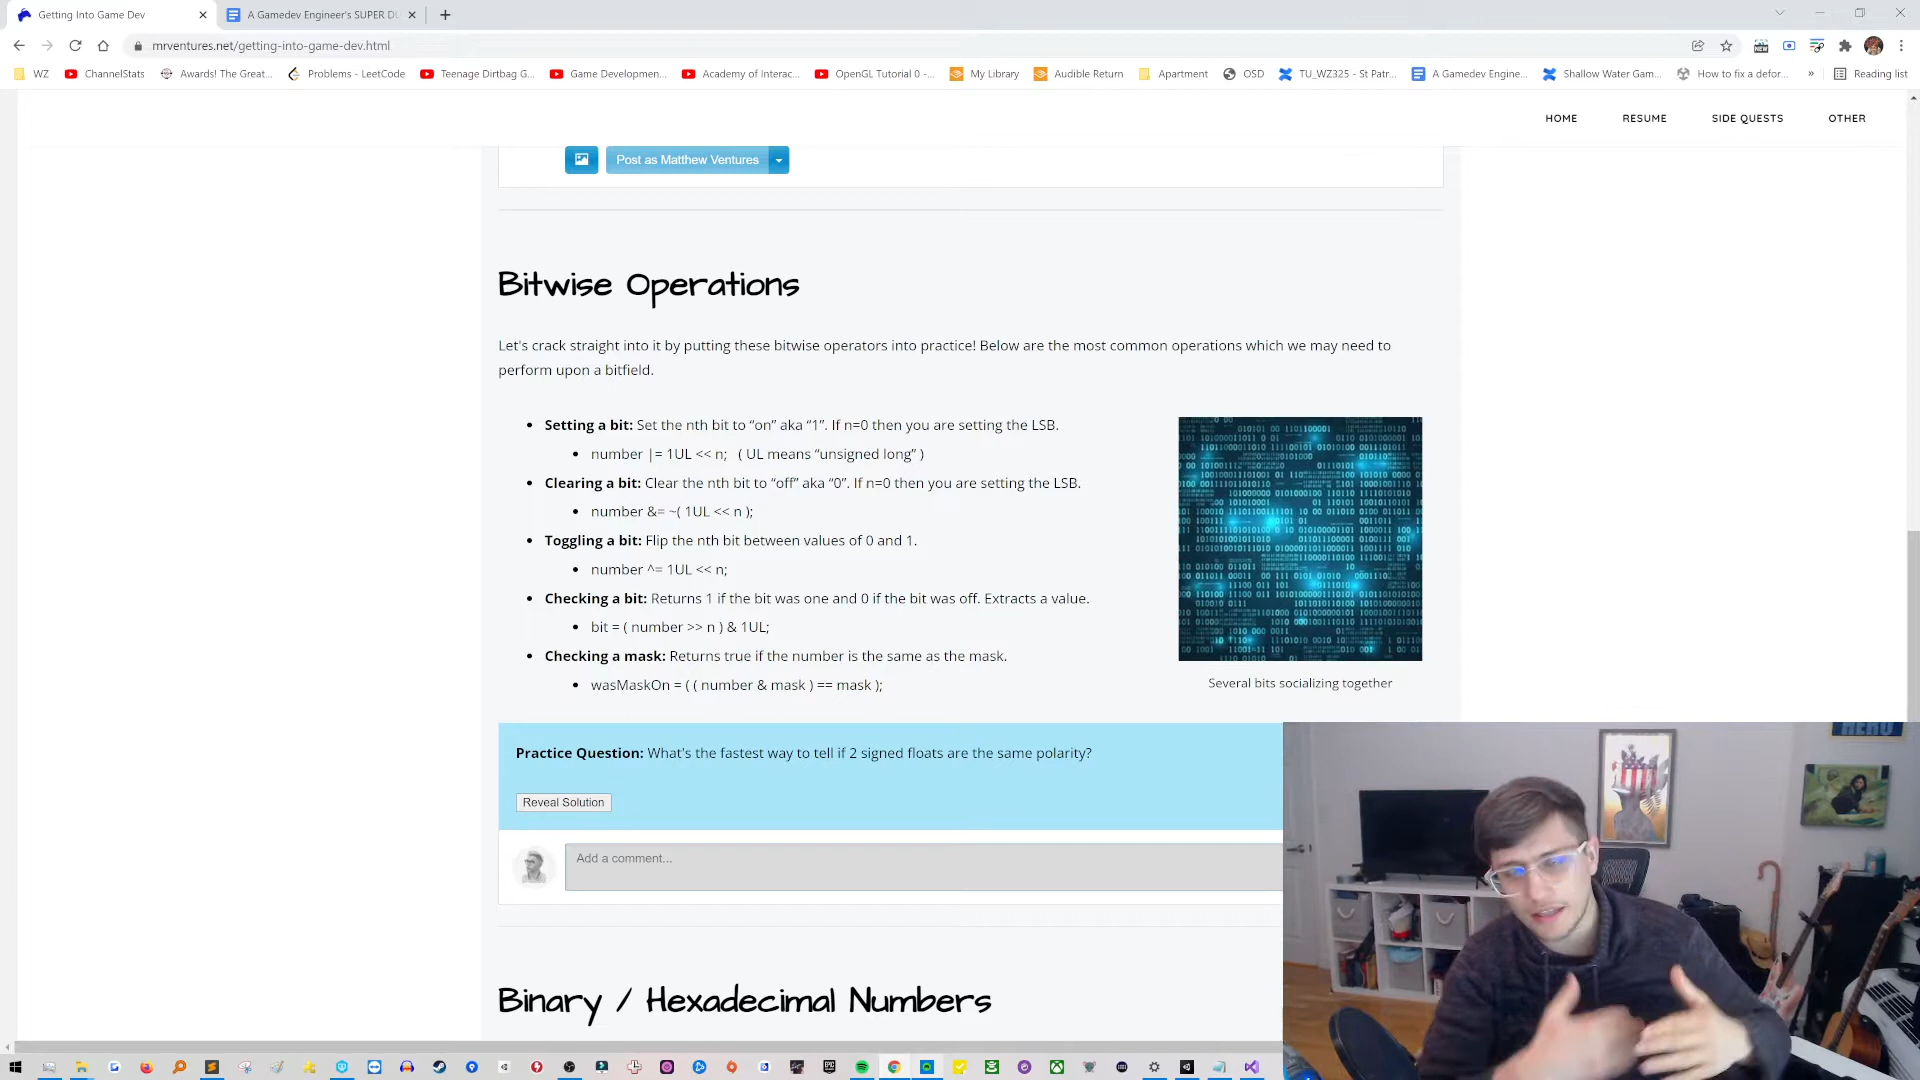 Getting Into Game Dev
A Gamedev Engineer's SUPER DU
mrventures.net/getting-into-game-dev.html
WZ
ChannelStats
Awards! The Great...
Problems - LeetCode
Teenage Dirtbag G...
Game Developmen...
Academy of Interac...
OpenGL Tutorial 0 -...
My Library
Audible Return
Apartment
OSD
TU_WZ325 - St Patr...
A Gamedev Engine...
Shallow Water Gam...
How to fix a defor...
»
Reading list
HOME
RESUME
SIDE QUESTS
OTHER
Post as Matthew Ventures
Bitwise Operations
Let's crack straight into it by putting these bitwise operators into practice! Below are the most common operations which we may need to
perform upon a bitfield.
• Setting a bit: Set the nth bit to “on” aka “1”. If n=0 then you are setting the LSB.
• number |= 1UL << n; ( UL means “unsigned long” )
• Clearing a bit: Clear the nth bit to “off” aka “0”. If n=0 then you are setting the LSB.
• number &= ~( 1UL << n );
• Toggling a bit: Flip the nth bit between values of 0 and 1.
• number ^= 1UL << n;
• Checking a bit: Returns 1 if the bit was one and 0 if the bit was off. Extracts a value.
• bit = ( number >> n ) & 1UL;
• Checking a mask: Returns true if the number is the same as the mask.
• wasMaskOn = ( ( number & mask ) == mask );
Several bits socializing together
Practice Question: What's the fastest way to tell if 2 signed floats are the same polarity?
Reveal Solution
Add a comment...
Binary / Hexadecimal Numbers